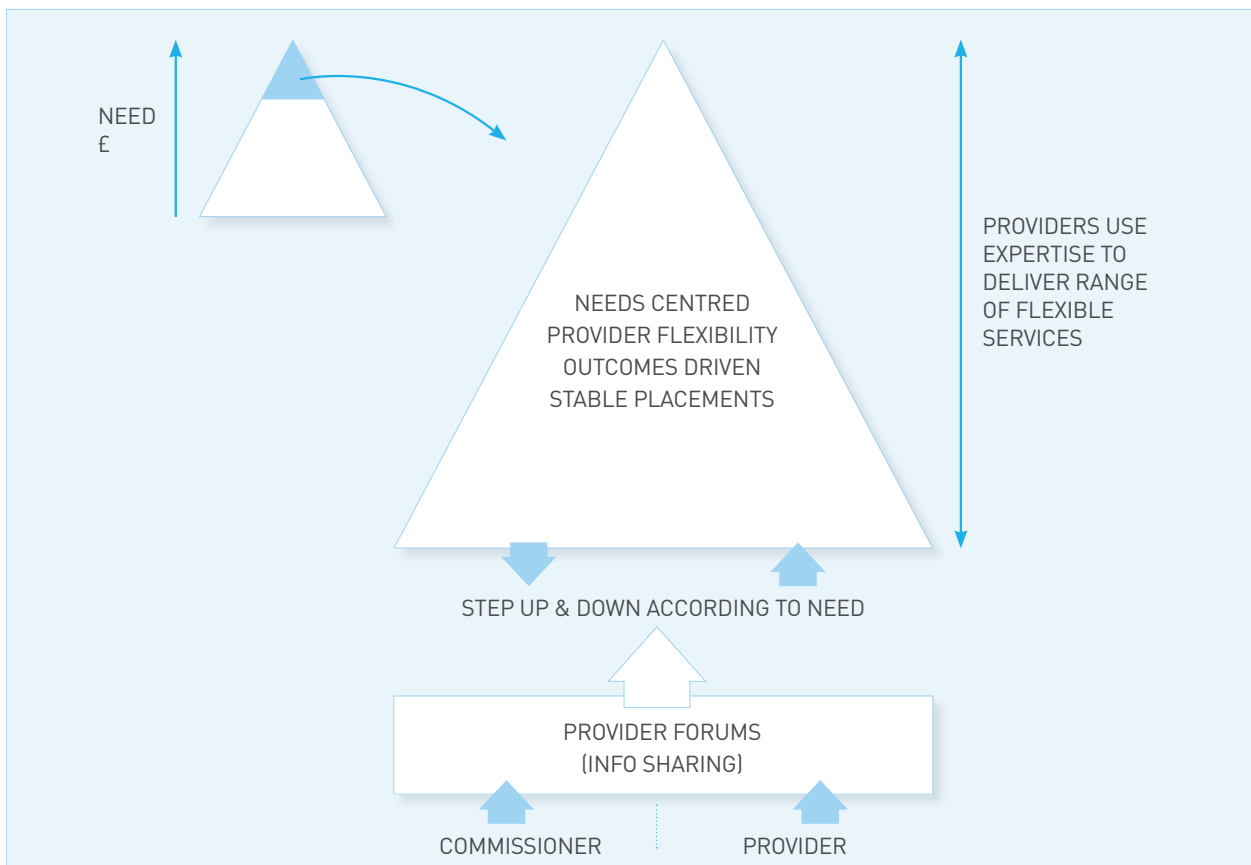 NEED
£
NEEDS CENTRED
PROVIDER FLEXIBILITY
OUTCOMES DRIVEN
STABLE PLACEMENTS
PROVIDERS USE
EXPERTISE TO
DELIVER RANGE
OF FLEXIBLE
SERVICES
STEP UP & DOWN ACCORDING TO NEED
PROVIDER FORUMS
(INFO SHARING)
COMMISSIONER
PROVIDER